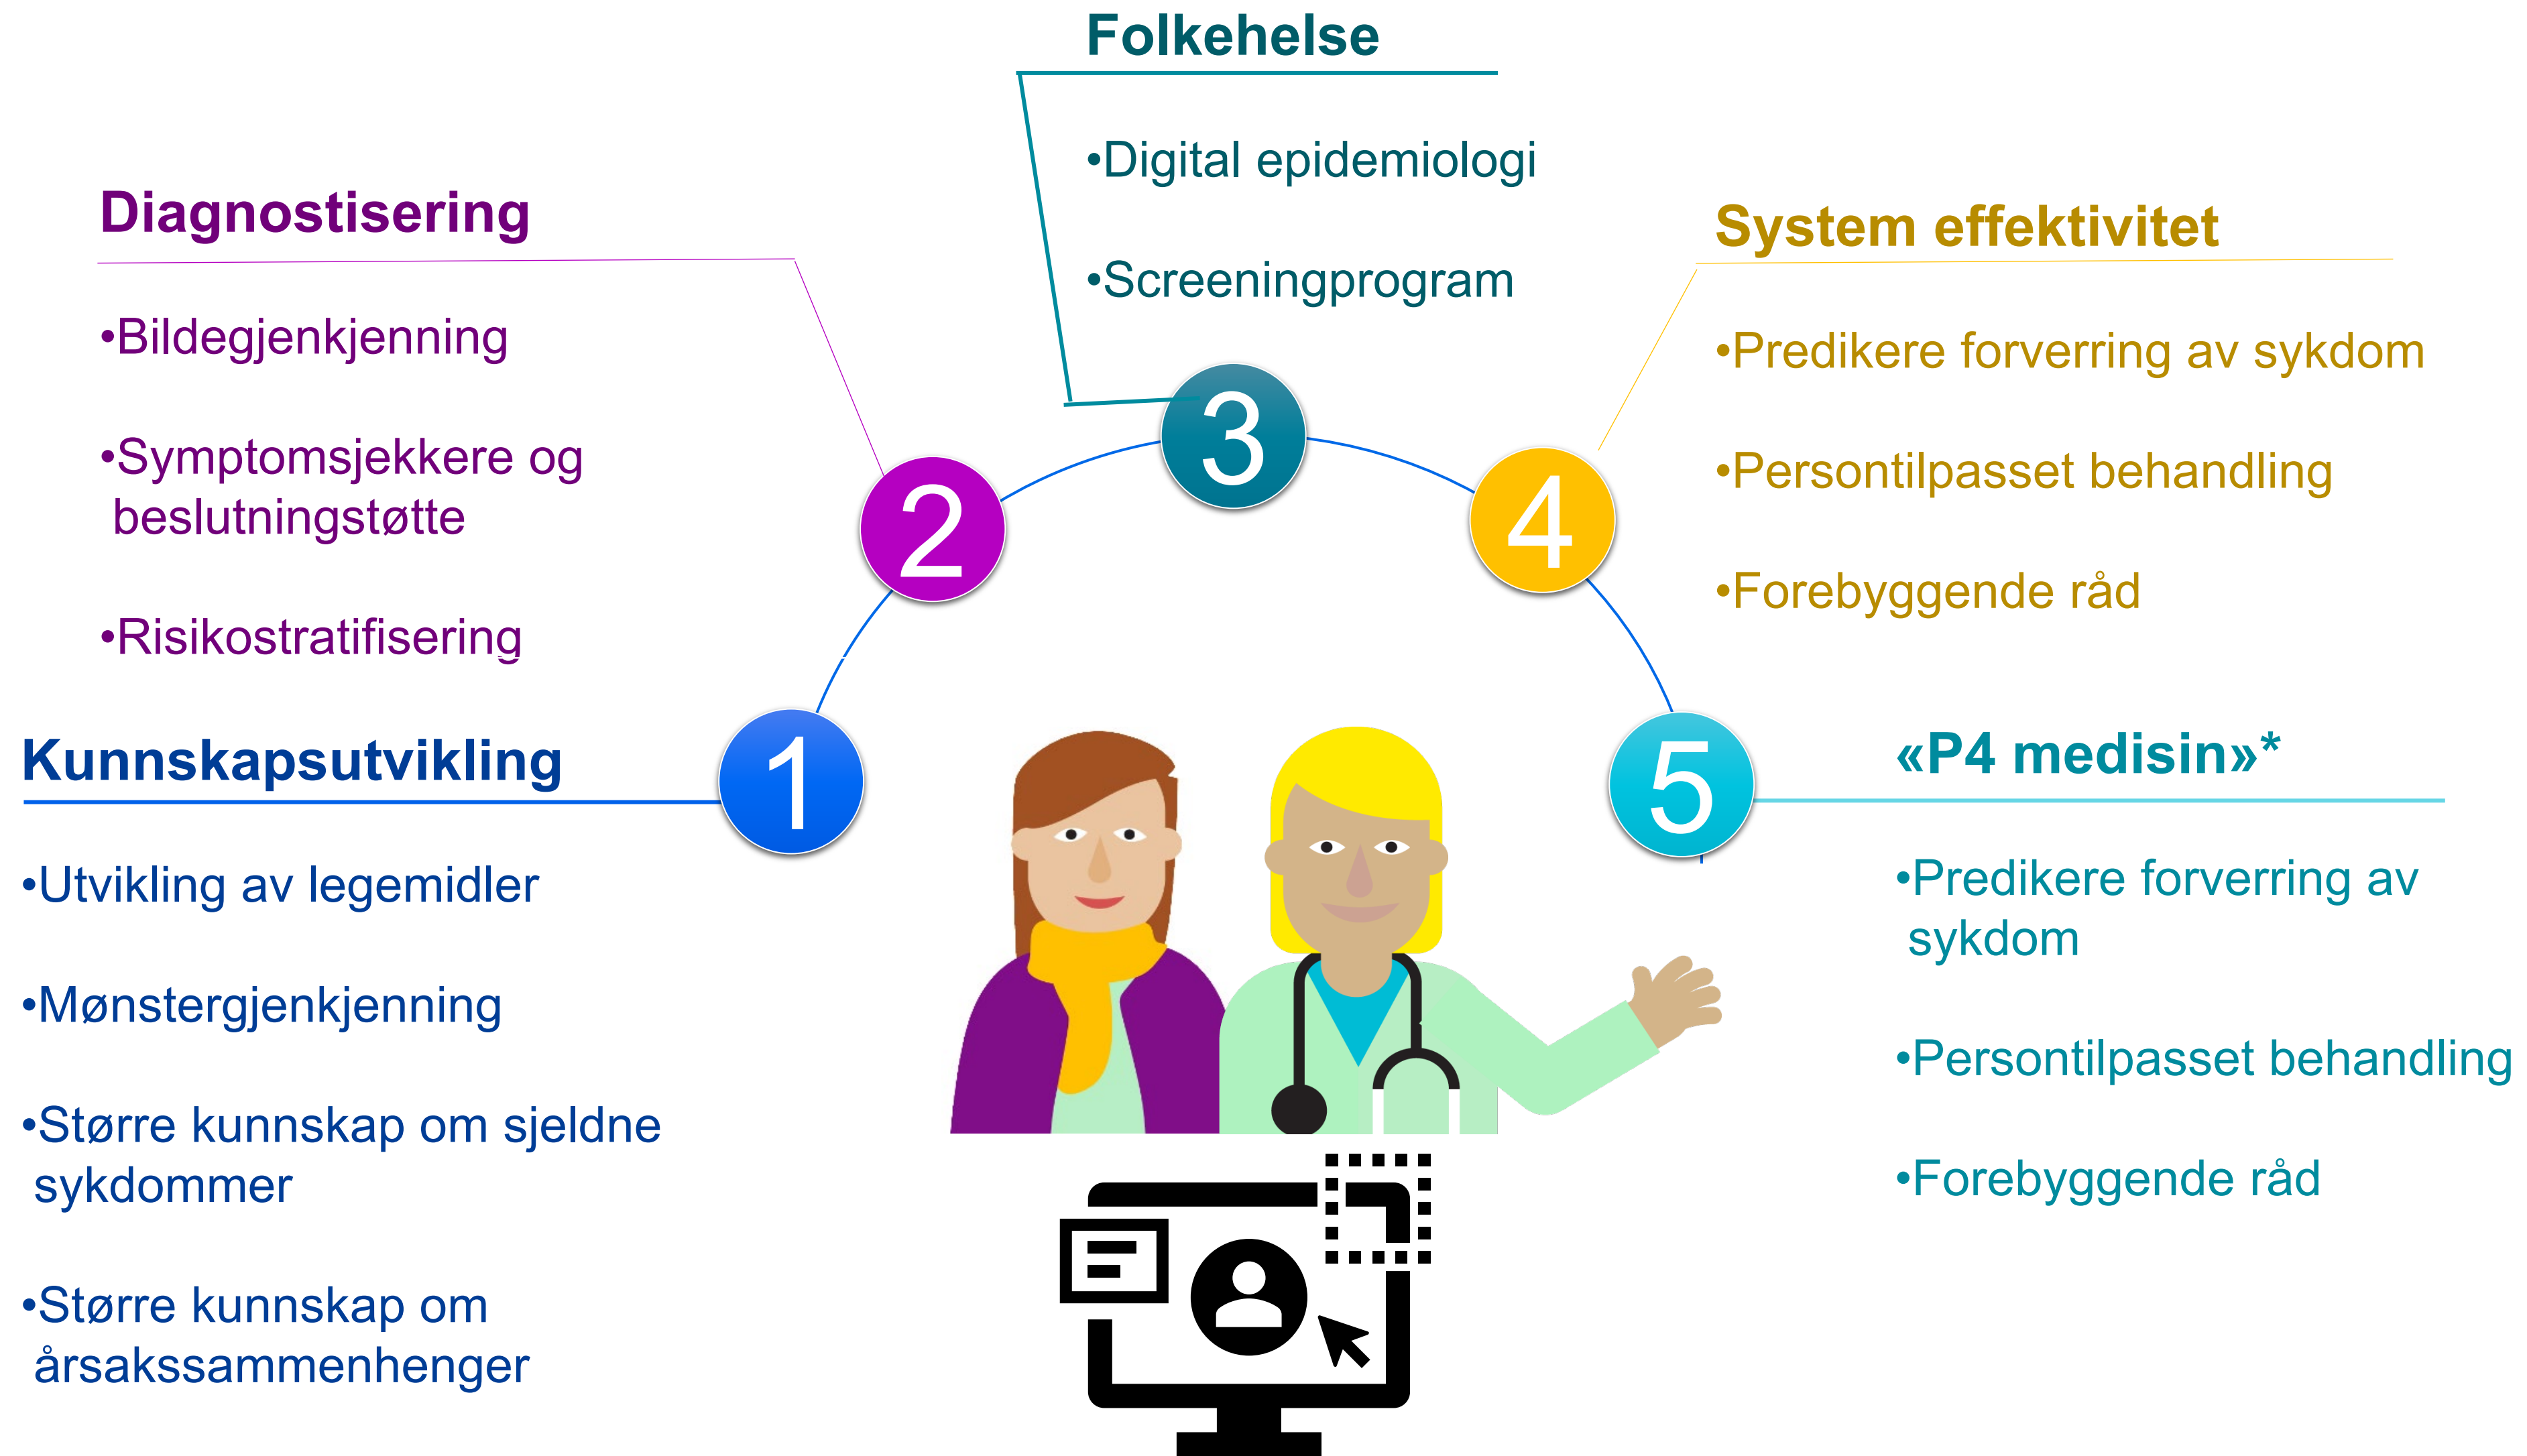 Folkehelse
•Digital epidemiologi
•Screeningprogram
Diagnostisering
•Bildegjenkjenning
•Symptomsjekkere og
beslutningstøtte
•Risikostratifisering
System effektivitet
•Predikere forverring av sykdom
•Persontilpasset behandling
•Forebyggende råd
3
2
4
1
5
Kunnskapsutvikling
•Utvikling av legemidler
•Mønstergjenkjenning
•Større kunnskap om sjeldne
sykdommer
•Større kunnskap om
årsakssammenhenger
«P4 medisin»*
•Predikere forverring av
sykdom
•Persontilpasset behandling
•Forebyggende råd